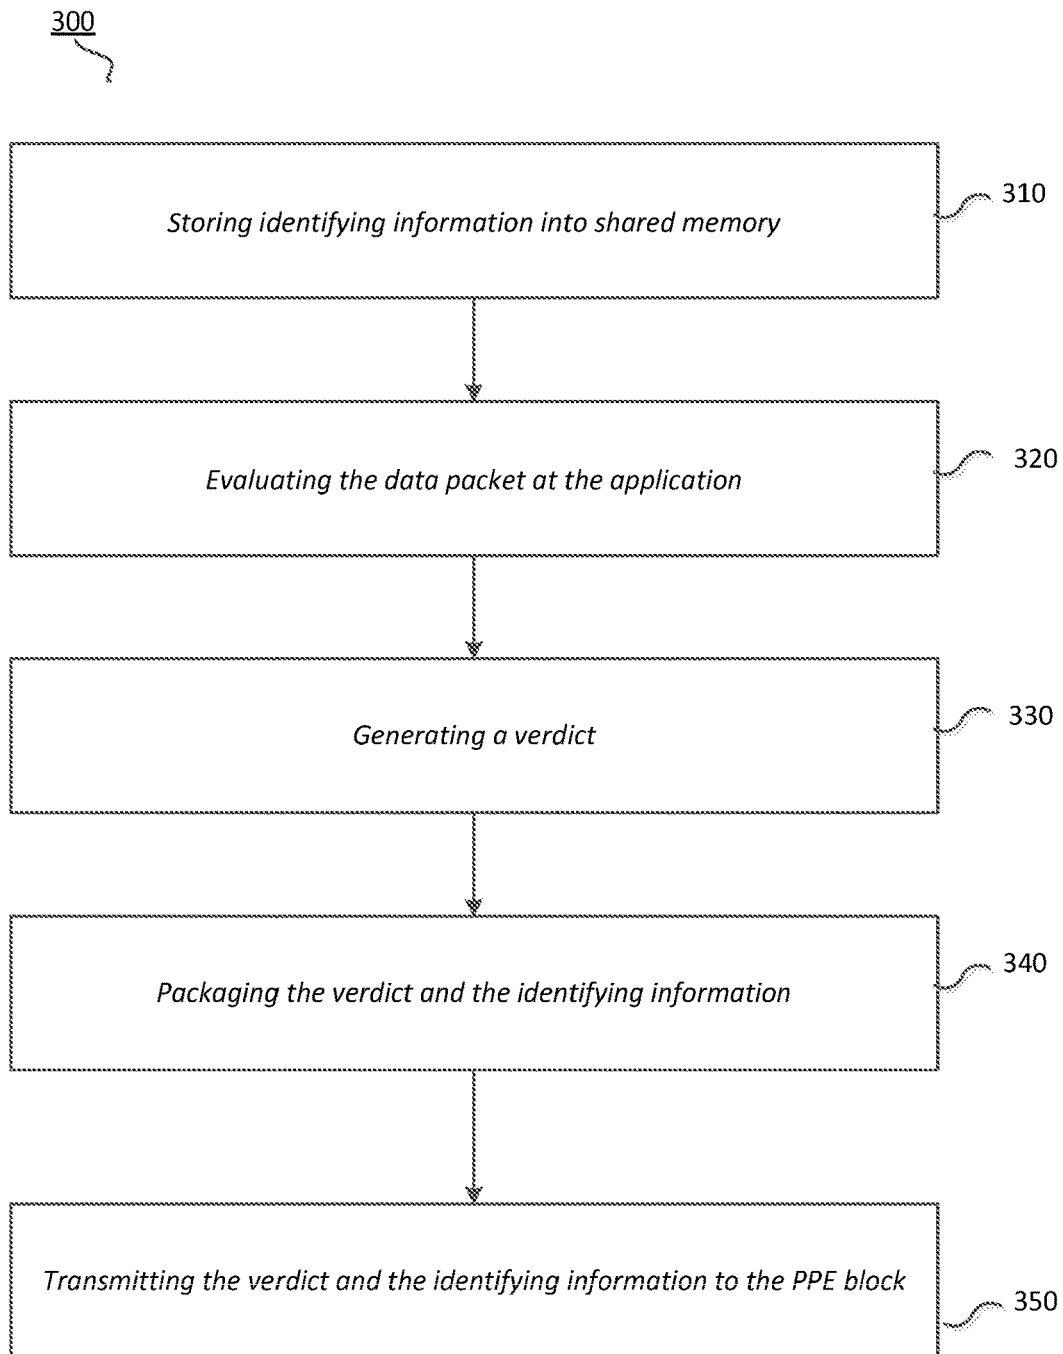 300
Storing identifying information into shared memory
310
Evaluating the data packet at the application
320
Generating a verdict
330
Packaging the verdict and the identifying information
340
Transmitting the verdict and the identifying information to the PPE block
350